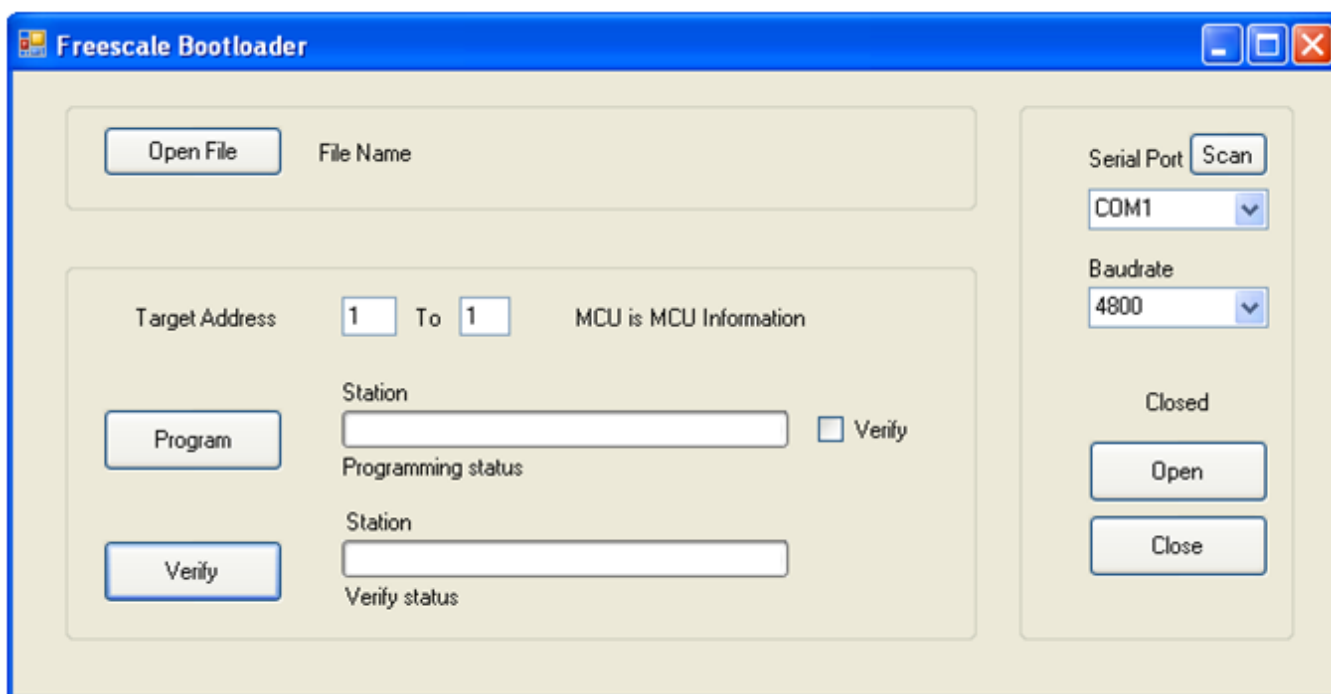 Freescale Bootloader
Open File File Name
Serial Port Scan
COM1
Baudrate
4800
Target Address 1 To 1 MCU is MCU Information
Station
Program Verify
Programming status
Station
Verify
Verify status
Closed
Open
Close